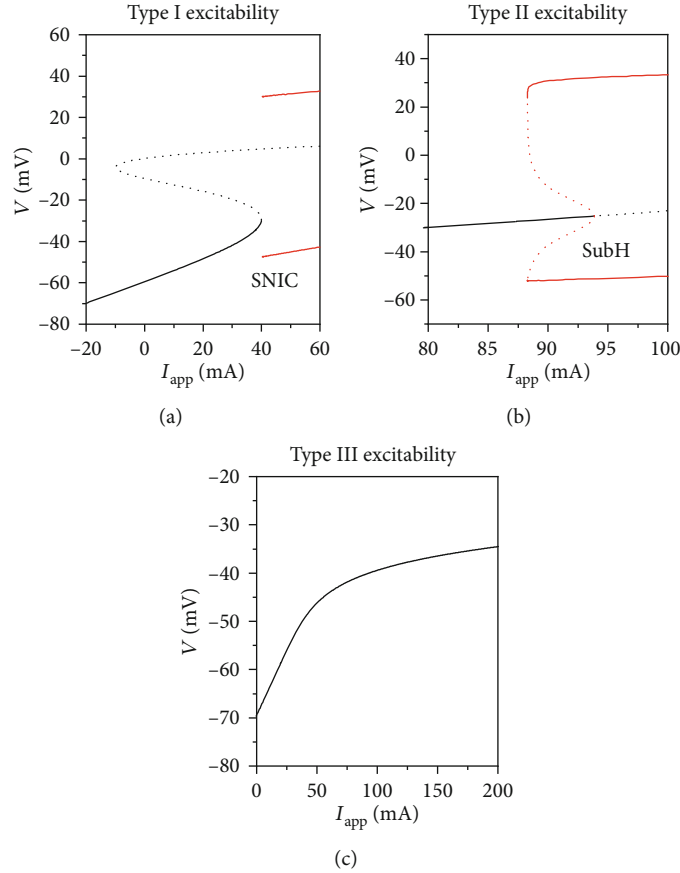 Type I excitability
60
40
20
0
−20
−40
−60
−80
V (mV)
SNIC
−20
0
20
40
60
I_app (mA)
(a)
Type II excitability
40
20
0
−20
−40
−60
V (mV)
SubH
80
85
90
95
100
I_app (mA)
(b)
Type III excitability
−20
−30
−40
−50
−60
−70
−80
V (mV)
0
50
100
150
200
I_app (mA)
(c)